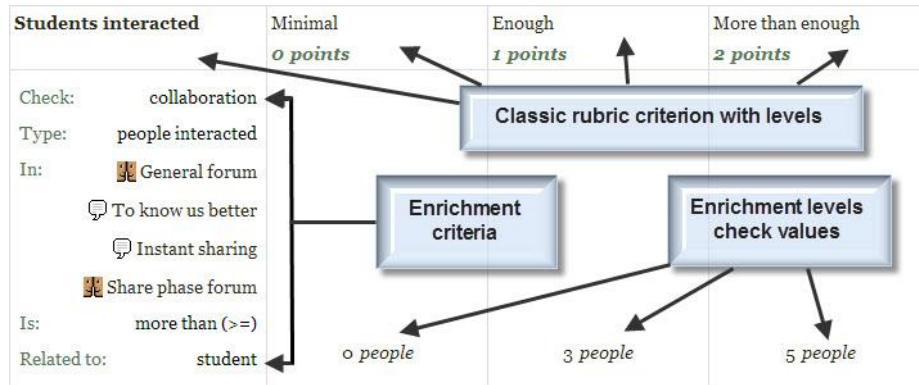 Students interacted
Minimal
Enough
More than enough
0 points
1 points
2 points
Classic rubric criterion with levels
Check: collaboration
Type: people interacted
In: General forum
To know us better
Instant sharing
Share phase forum
Is: more than (>=)
Related to: student
Enrichment
criteria
Enrichment levels
check values
0 people
3 people
5 people